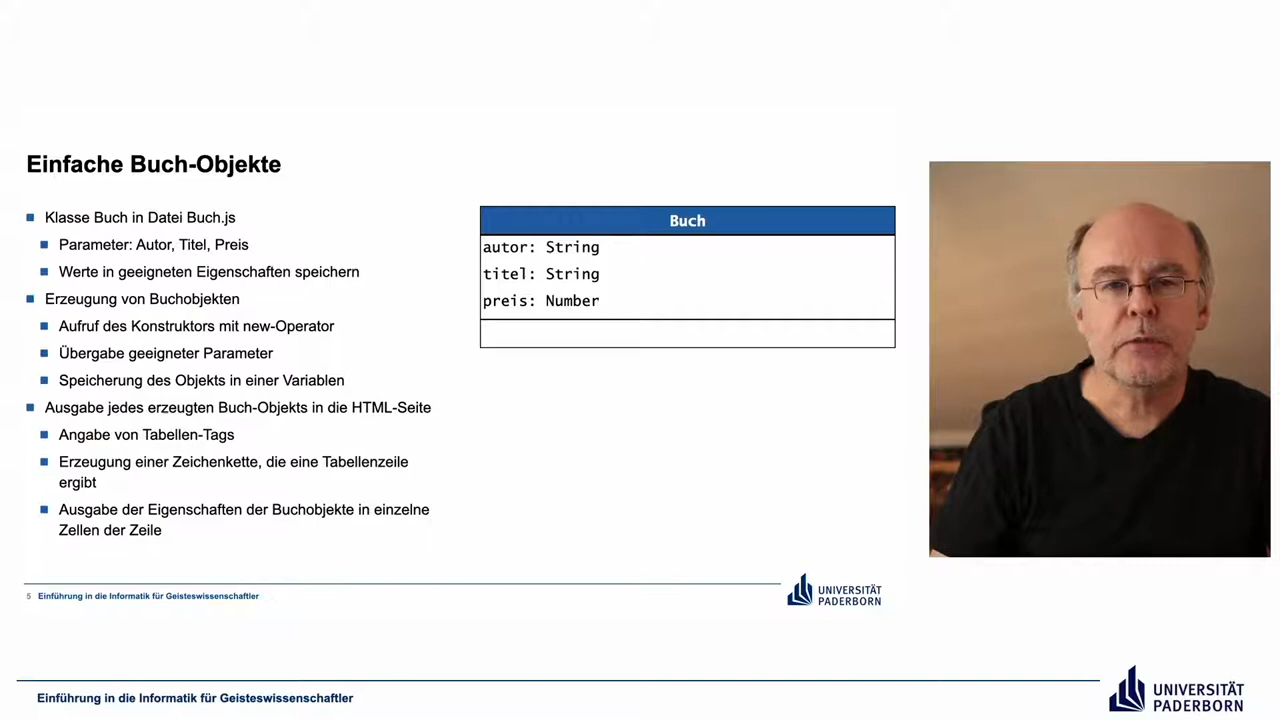 Einfache Buch-Objekte
Klasse Buch in Datei Buch.js
Parameter: Autor, Titel, Preis
Werte in geeigneten Eigenschaften speichern
Erzeugung von Buchobjekten
Aufruf des Konstruktors mit new-Operator
Übergabe geeigneter Parameter
Speicherung des Objekts in einer Variablen
Ausgabe jedes erzeugten Buch-Objekts in die HTML-Seite
Angabe von Tabellen-Tags
Erzeugung einer Zeichenkette, die eine Tabellenzeile
ergibt
Ausgabe der Eigenschaften der Buchobjekte in einzelne
Zellen der Zeile
Buch
autor: String
titel: String
preis: Number
5 Einführung in die Informatik für Geisteswissenschaftler
UNIVERSITÄT
PADERBORN
Einführung in die Informatik für Geisteswissenschaftler
UNIVERSITÄT
PADERBORN